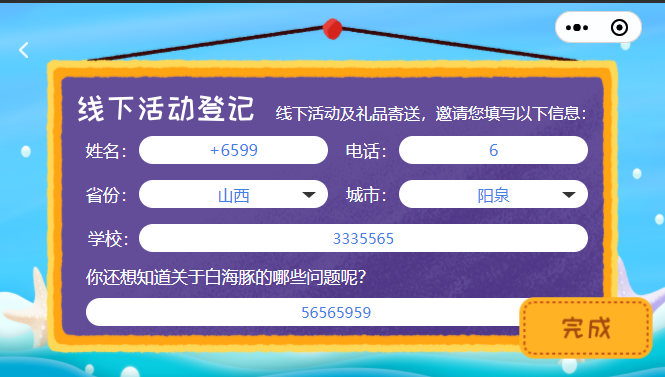 线下活动登记 线下活动及礼品寄送，邀请您填写以下信息：
姓名： +6599 电话： 6
省份： 山西 城市： 阳泉
学校： 3335565
你还想知道关于白海豚的哪些问题呢？
56565959
完成